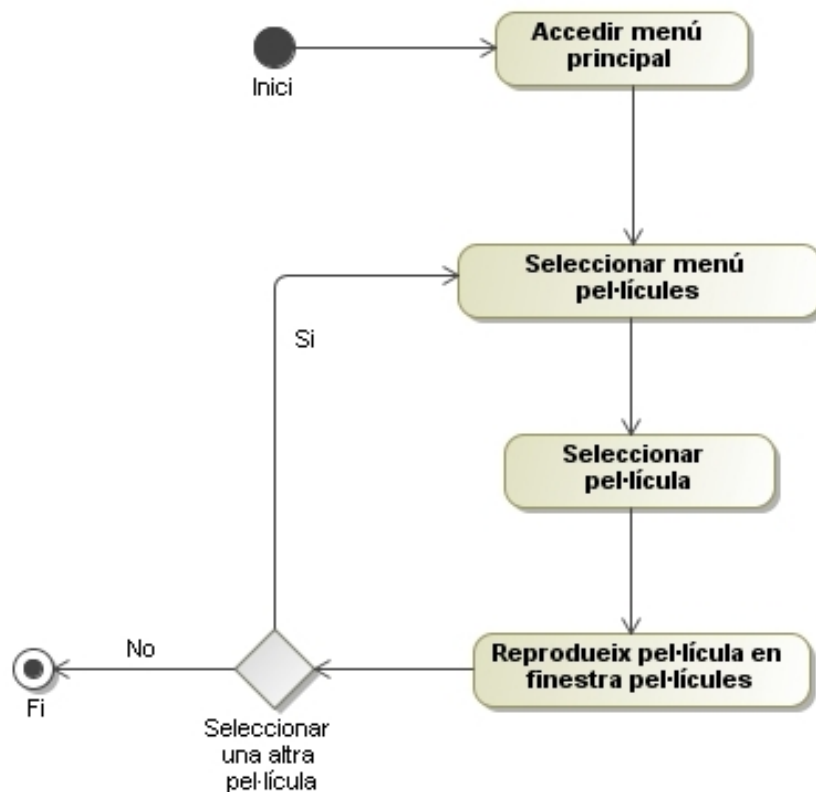 Inici
Accedir menú
principal
Seleccionar menú
pel·lícules
Si
Seleccionar
pel·lícula
Reprodueix pel·lícula en
finestra pel·lícules
No
Fi
Seleccionar
una altra
pel·lícula